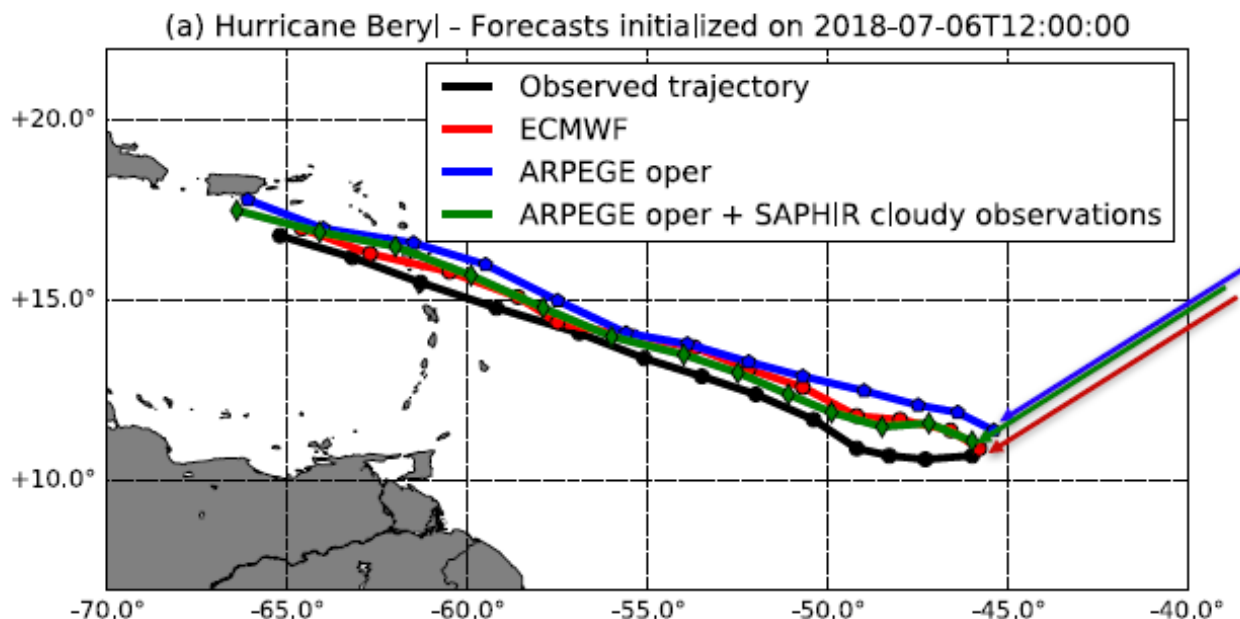 (a) Hurricane Beryl – Forecasts initialized on 2018-07-06T12:00:00
Observed trajectory
ECMWF
ARPEGE oper
ARPEGE oper + SAPHIR cloudy observations
+20.0°
+15.0°
+10.0°
-70.0° -65.0° -60.0° -55.0° -50.0° -45.0° -40.0°